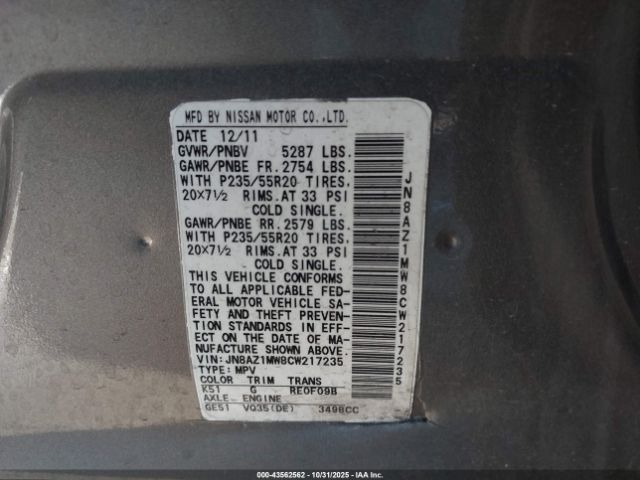 MFD BY NISSAN MOTOR CO.,LTD.
DATE 12/11
GVWR/PNBV 5287 LBS.
GAWR/PNBE FR. 2754 LBS.
WITH P235/55R20 TIRES,
20X7½ RIMS.AT 33 PSI
COLD SINGLE.
GAWR/PNBE RR. 2579 LBS.
WITH P235/55R20 TIRES,
20X7½ RIMS.AT 33 PSI
COLD SINGLE.
THIS VEHICLE CONFORMS
TO ALL APPLICABLE FED-
ERAL MOTOR VEHICLE SA-
FETY AND THEFT PREVEN-
TION STANDARDS IN EFF-
ECT ON THE DATE OF MA-
NUFACTURE SHOWN ABOVE.
VIN: JN8AZ1MW8CW217235
TYPE: MPV
COLOR TRIM TRANS
K51 G RE0F09B
AXLE ENGINE
GE51 VQ35(DE) 3498CC
JN8AZ1MW8CW217235
000-43562562 - 10/31/2025 - © IAA Inc.